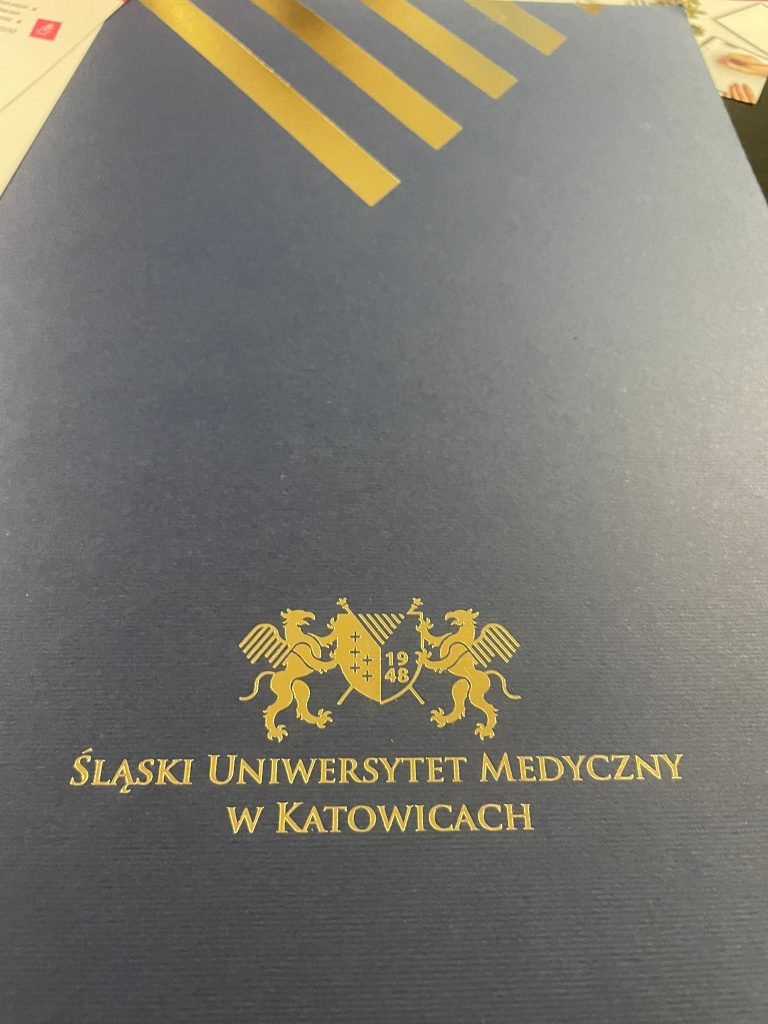 19
48
Śląski Uniwersytet Medyczny
w Katowicach